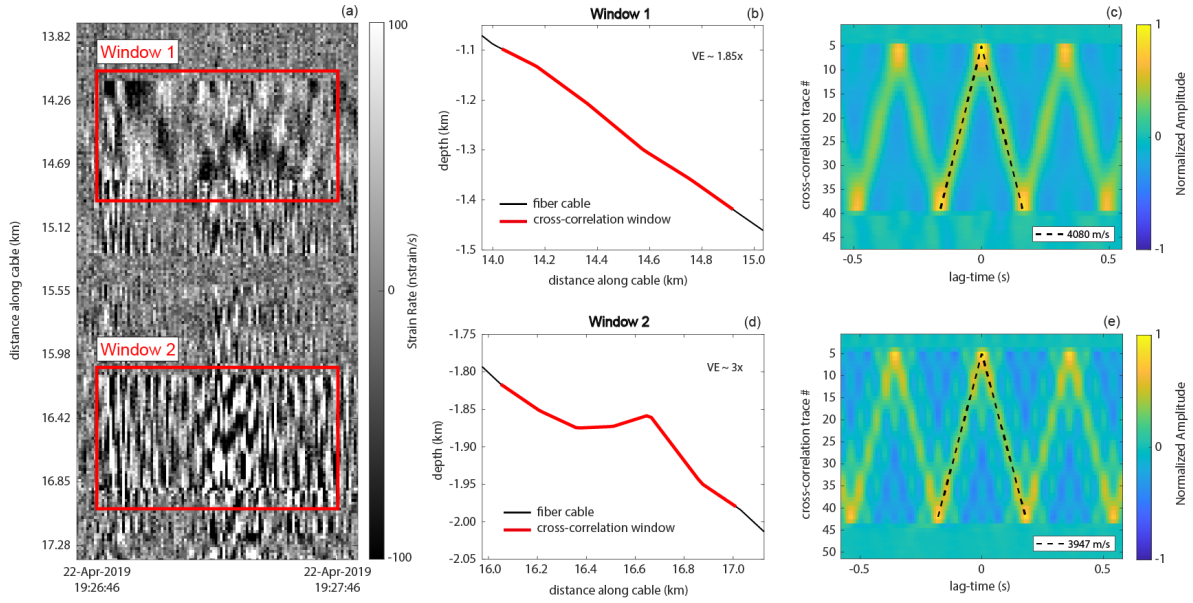 (a)
13.82
14.26
14.69
15.12
15.55
15.98
16.42
16.85
17.28
distance along cable (km)
Window 1
Window 2
22-Apr-2019
19:26:46
22-Apr-2019
19:27:46
100
0
-100
Strain Rate (nstrain/s)
Window 1
(b)
VE ~ 1.85x
-1.1
-1.2
-1.3
-1.4
-1.5
depth (km)
fiber cable
cross-correlation window
14.0 14.2 14.4 14.6 14.8 15.0
distance along cable (km)
(c)
5
10
15
20
25
30
35
40
45
cross-correlation trace #
4080 m/s
-0.5 0 0.5
lag-time (s)
1
0
-1
Normalized Amplitude
Window 2
(d)
VE ~ 3x
-1.75
-1.80
-1.85
-1.90
-1.95
-2.00
-2.05
depth (km)
fiber cable
cross-correlation window
16.0 16.2 16.4 16.6 16.8 17.0
distance along cable (km)
(e)
5
10
15
20
25
30
35
40
45
50
cross-correlation trace #
3947 m/s
-0.5 0 0.5
lag-time (s)
1
0
-1
Normalized Amplitude